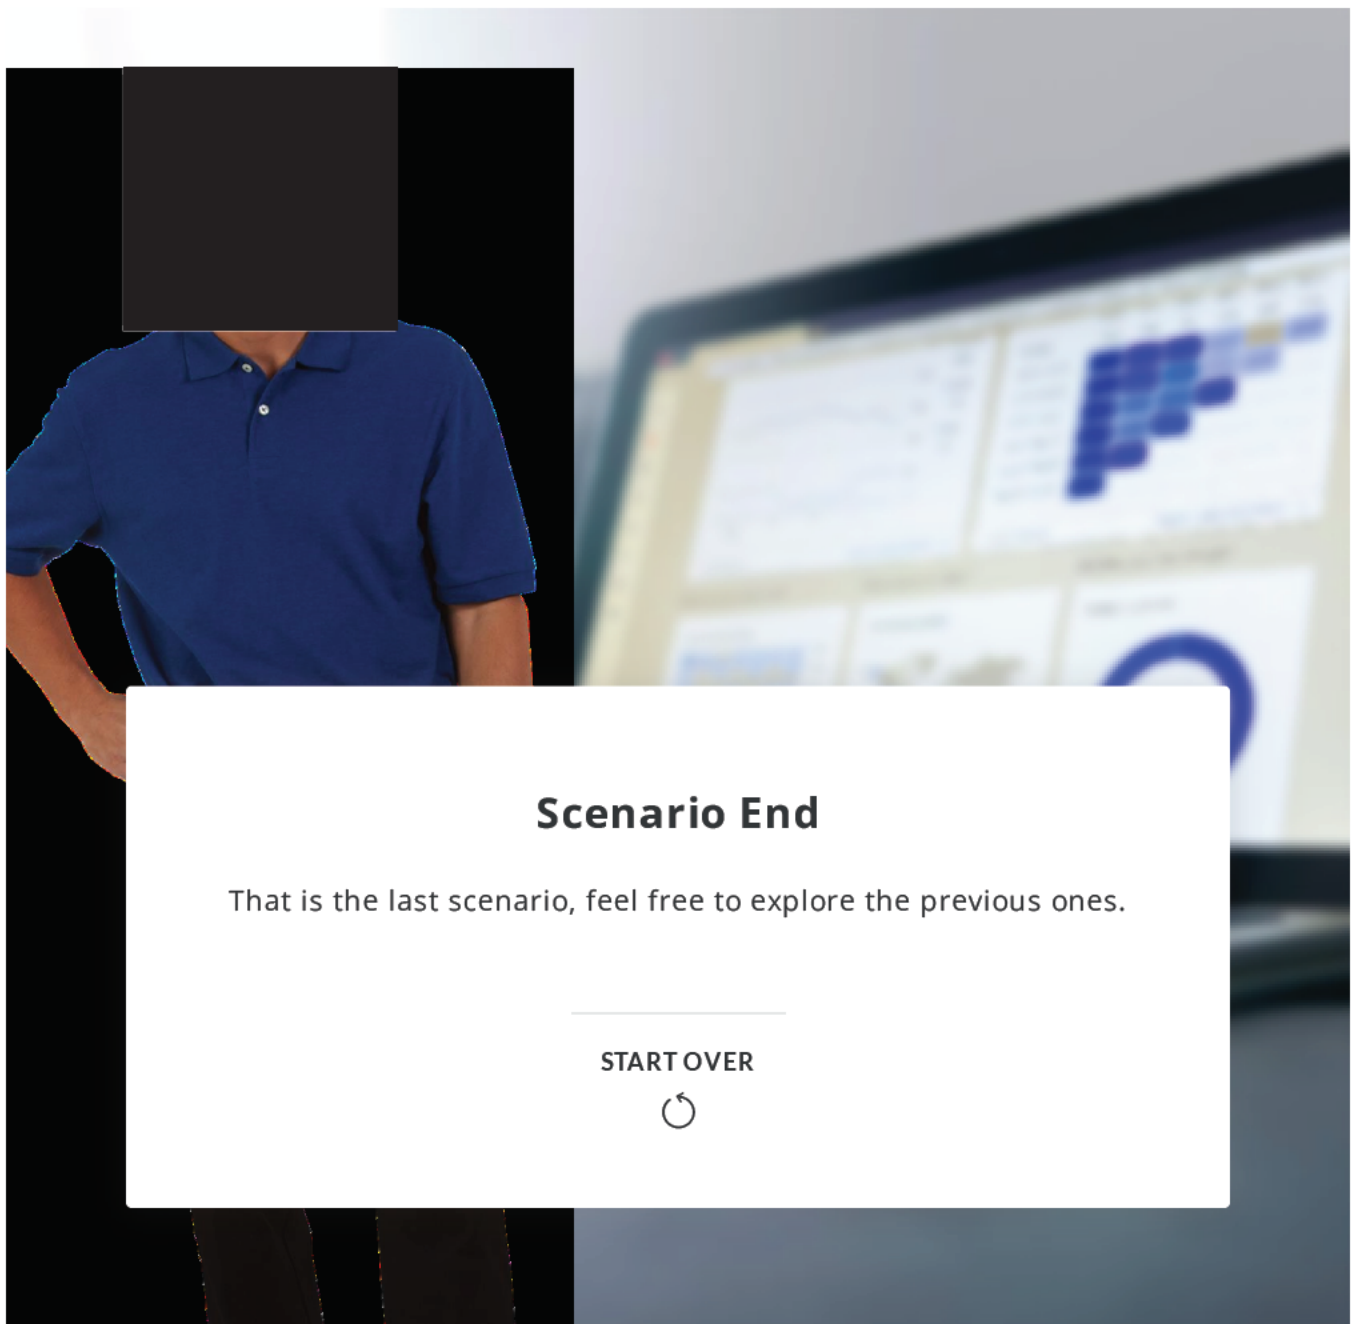 Scenario End
That is the last scenario, feel free to explore the previous ones.
START OVER